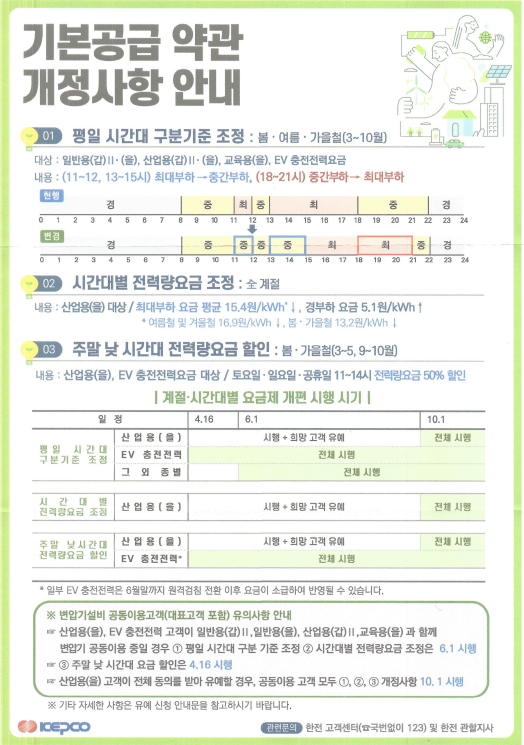 기본공급 약관
개정사항 안내
01 평일 시간대 구분기준 조정 : 봄·여름·가을철(3~10월)
대상 : 일반용(갑)Ⅱ·(을), 산업용(갑)Ⅱ·(을), 교육용(을), EV 충전전력요금
내용 : (11~12, 13~15시) 최대부하→중간부하, (18~21시) 중간부하→ 최대부하
현행
경 중 최 중 최 중 경
0 1 2 3 4 5 6 7 8 9 10 11 12 13 14 15 16 17 18 19 20 21 22 23 24
변경
경 중 중 중 중 최 최 중 경
0 1 2 3 4 5 6 7 8 9 10 11 12 13 14 15 16 17 18 19 20 21 22 23 24
02 시간대별 전력량요금 조정 : 全 계절
내용 : 산업용(을) 대상 / 최대부하 요금 평균 15.4원/kWh*↓, 경부하 요금 5.1원/kWh↑
* 여름철 및 겨울철 16.9원/kWh ↓, 봄·가을철 13.2원/kWh ↓
03 주말 낮 시간대 전력량요금 할인 : 봄·가을철(3~5, 9~10월)
내용 : 산업용(을), EV 충전전력요금 대상 / 토요일·일요일·공휴일 11~14시 전력량요금 50% 할인
| 계절·시간대별 요금제 개편 시행 시기 |
일 정 4.16 6.1 10.1
평일 시간대 구분기준 조정
산업용(을) 시행 + 희망 고객 유예 전체 시행
EV 충전전력 전체 시행
그 외 종별 전체 시행
시간대별 전력량요금 조정
산업용(을) 시행 + 희망 고객 유예 전체 시행
주말 낮시간대 전력량요금 할인
산업용(을) 시행 + 희망 고객 유예 전체 시행
EV 충전전력* 전체 시행
* 일부 EV 충전전력은 6월말까지 원격검침 전환 이후 요금이 소급하여 반영될 수 있습니다.
※ 변압기설비 공동이용고객(대표고객 포함) 유의사항 안내
☞ 산업용(을), EV 충전전력 고객이 일반용(갑)Ⅱ,일반용(을), 산업용(갑)Ⅱ,교육용(을) 과 함께
변압기 공동이용 중일 경우 ① 평일 시간대 구분 기준 조정 ② 시간대별 전력량요금 조정은 6.1 시행
☞ ③ 주말 낮 시간대 요금 할인은 4.16 시행
☞ 산업용(을) 고객이 전체 동의를 받아 유예할 경우, 공동이용 고객 모두 ①, ②, ③ 개정사항 10. 1 시행
※ 기타 자세한 사항은 유예 신청 안내문을 참고하시기 바랍니다.
KEPCO
관련문의 한전 고객센터(☎국번없이 123) 및 한전 관할지사